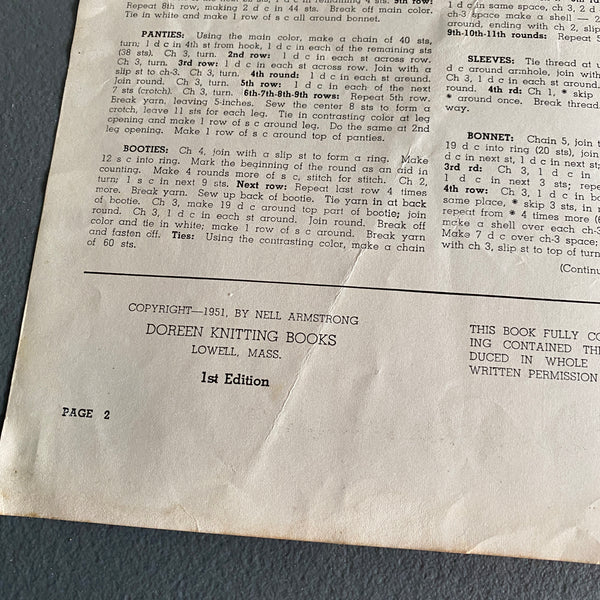 Repeat 8th row, making 2 d c in 44 sts. Break off main color.
Tie in white and make 1 row of s c all around bonnet.
PANTIES: Using the main color, make a chain of 40 sts,
turn; 1 d c in 4th st from hook, 1 d c in each of the remaining sts
(38 sts). Ch 3, turn. 2nd row: 1 d c in each st across row.
Ch 3, turn. 3rd row: 1 d c in each st across row. Join with a
slip st to ch-3. Ch 3, turn. 4th round: 1 d c in each st around.
Join round. Ch 3, turn. 5th row: 1 d c in each of the next
7 sts (crotch). Ch 3, turn. 6th-7th-8th-9th rows: Repeat 5th row.
Break yarn, leaving 5-inches. Sew the center 8 sts to form a
crotch, leave 11 sts for each leg. Tie in contrasting color at leg
opening and make 1 row of s c around leg. Do the same at 2nd
leg opening. Make 1 row of s c around top of panties.
BOOTIES: Ch 4, join with a slip st to form a ring. Make
12 s c into ring. Mark the beginning of the round as an aid in
counting. Make 4 rounds more of s c, stitch for stitch. Ch 2,
turn; 1 s c in next 9 sts. Next row: Repeat last row 4 times
more. Break yarn. Sew up back of bootie. Tie yarn in at back
of bootie. Ch 3, make 19 d c around top part of bootie; join
round. Ch 3, 1 d c in each st around. Join round. Break off
color and tie in white; make 1 row of s c around. Break yarn
and fasten off. Ties: Using the contrasting color, make a chain
of 60 sts.
1 d c in same space, ch 3, 2 d
ch-3 space make a shell — 2
around, ending with ch 2, slip
9th-10th-11th rounds: Repeat 5
SLEEVES: Tie thread at u
d c around armhole, join with
Ch 3, 1 d c in each st aroun
round. 4th rd: Ch 1, * skip
* around once. Break thread
way.
BONNET: Chain 5, join t
19 d c into ring (20 sts), join
d c in next st, 1 d c in next st;
3rd rd: Ch 3, 1 d c in
1 d c in next 3 sts; repe
4th row: Ch 3, 1 d c in bo
same place, * skip 3 sts, in n
repeat from * 4 times more (6
make a shell over each ch-3
Make 7 d c over ch-3 space;
with ch 3, slip st to top of turn
(Continu
COPYRIGHT—1951, BY NELL ARMSTRONG
DOREEN KNITTING BOOKS
LOWELL, MASS.
1st Edition
THIS BOOK FULLY CO
ING CONTAINED THE
DUCED IN WHOLE
WRITTEN PERMISSION
PAGE 2